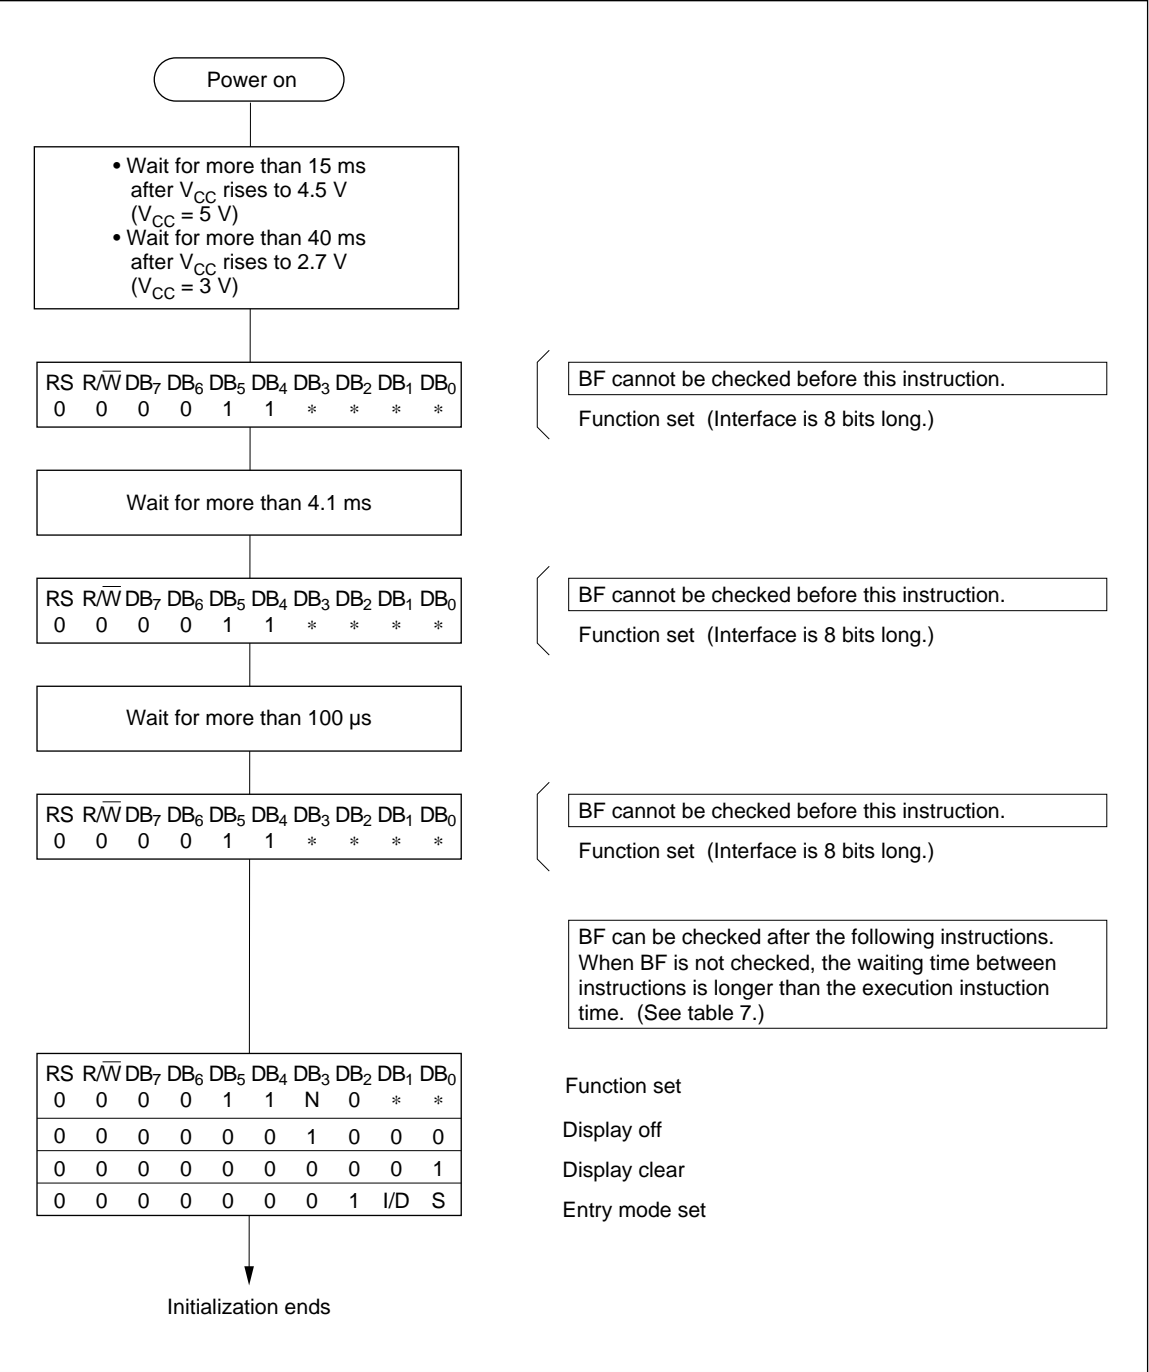 Power on
• Wait for more than 15 ms
after VCC rises to 4.5 V
(VCC = 5 V)
• Wait for more than 40 ms
after VCC rises to 2.7 V
(VCC = 3 V)
RS R/W̅ DB7 DB6 DB5 DB4 DB3 DB2 DB1 DB0
0 0 0 0 1 1 * * * *
BF cannot be checked before this instruction.
Function set (Interface is 8 bits long.)
Wait for more than 4.1 ms
RS R/W̅ DB7 DB6 DB5 DB4 DB3 DB2 DB1 DB0
0 0 0 0 1 1 * * * *
BF cannot be checked before this instruction.
Function set (Interface is 8 bits long.)
Wait for more than 100 µs
RS R/W̅ DB7 DB6 DB5 DB4 DB3 DB2 DB1 DB0
0 0 0 0 1 1 * * * *
BF cannot be checked before this instruction.
Function set (Interface is 8 bits long.)
BF can be checked after the following instructions.
When BF is not checked, the waiting time between
instructions is longer than the execution instuction
time. (See table 7.)
RS R/W̅ DB7 DB6 DB5 DB4 DB3 DB2 DB1 DB0
0 0 0 0 1 1 N 0 * *
Function set
0 0 0 0 0 0 1 0 0 0
Display off
0 0 0 0 0 0 0 0 0 1
Display clear
0 0 0 0 0 0 0 1 I/D S
Entry mode set
Initialization ends